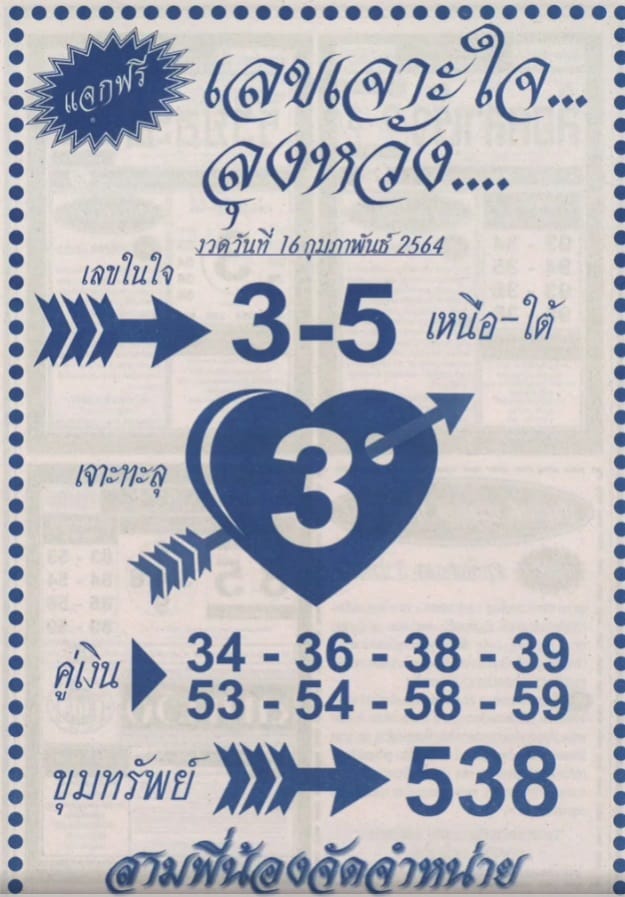 แจกฟรี
เลขเจาะใจ...
ลุงหวัง....
งวดวันที่ 16 กุมภาพันธ์ 2564
เลขในใจ
3-5 เหนือ-ใต้
เจาะทะลุ
3
คู่เงิน
34 - 36 - 38 - 39
53 - 54 - 58 - 59
ขุมทรัพย์ 538
สามพี่น้องจัดจำหน่าย